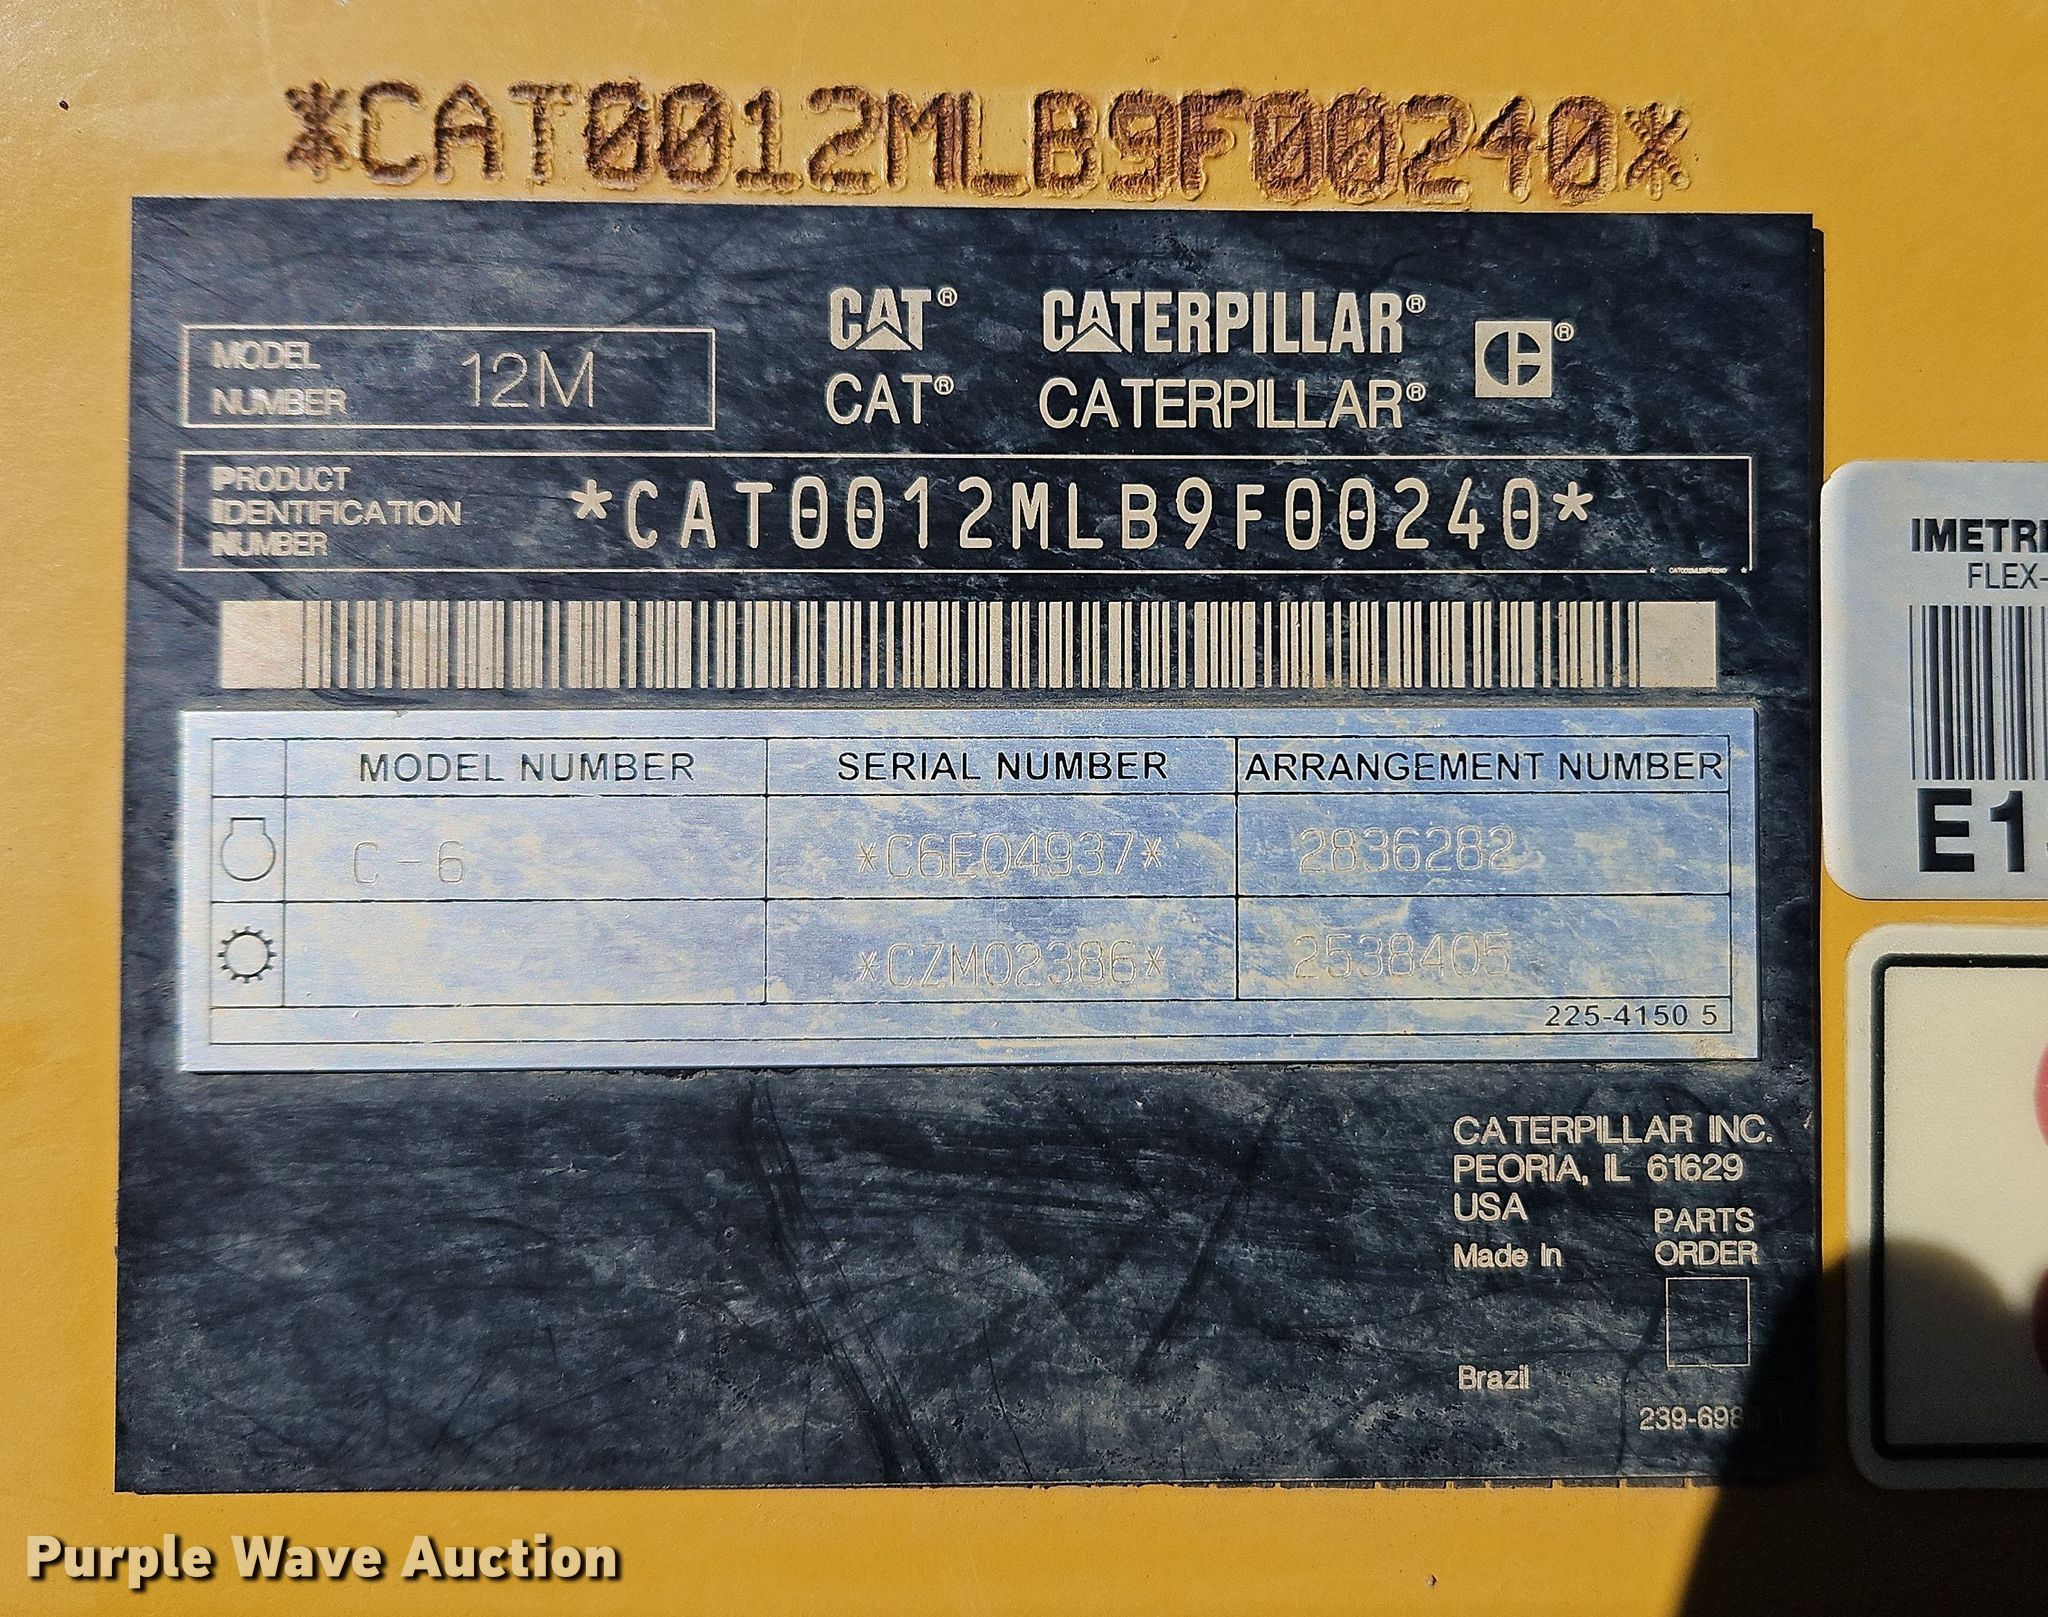 *CAT0012MLB9F00240*
CAT® CATERPILLAR®
MODEL NUMBER 12M
CAT® CATERPILLAR® ®
PRODUCT IDENTIFICATION NUMBER *CAT0012MLB9F00240*
MODEL NUMBER SERIAL NUMBER ARRANGEMENT NUMBER
C-6 *C6E04937* 2836282
*CZM02386* 2538405
225-4150 5
CATERPILLAR INC.
PEORIA, IL 61629
USA
Made in
Brazil
PARTS
ORDER
FLEX-
Purple Wave Auction